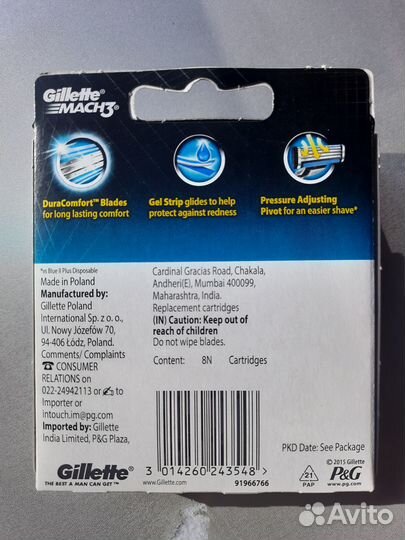 Gillette®
MACH3®
DuraComfort™ Blades
for long lasting comfort
Gel Strip glides to help
protect against redness
Pressure Adjusting
Pivot for an easier shave*
*vs Blue II Plus Disposable
Made in Poland
Manufactured by:
Gillette Poland
International Sp. z o. o.,
Ul. Nowy Józefów 70,
94-406 Łódz, Poland.
Comments/ Complaints
☎ CONSUMER
RELATIONS on
022-24942113 or ✍ to
Importer or
intouch.im@pg.com
Imported by: Gillette
India Limited, P&G Plaza,
Cardinal Gracias Road, Chakala,
Andheri(E), Mumbai 400099,
Maharashtra, India.
Replacement cartridges
(IN) Caution: Keep out of
reach of children
Do not wipe blades.
Content: 8N Cartridges
PKD Date: See Package
Gillette®
THE BEST A MAN CAN GET™
3 014260 243548 >
www.Gillette.com
91966766
21
PAP
© 2015 Gillette
P&G
www.pg.com
Avito